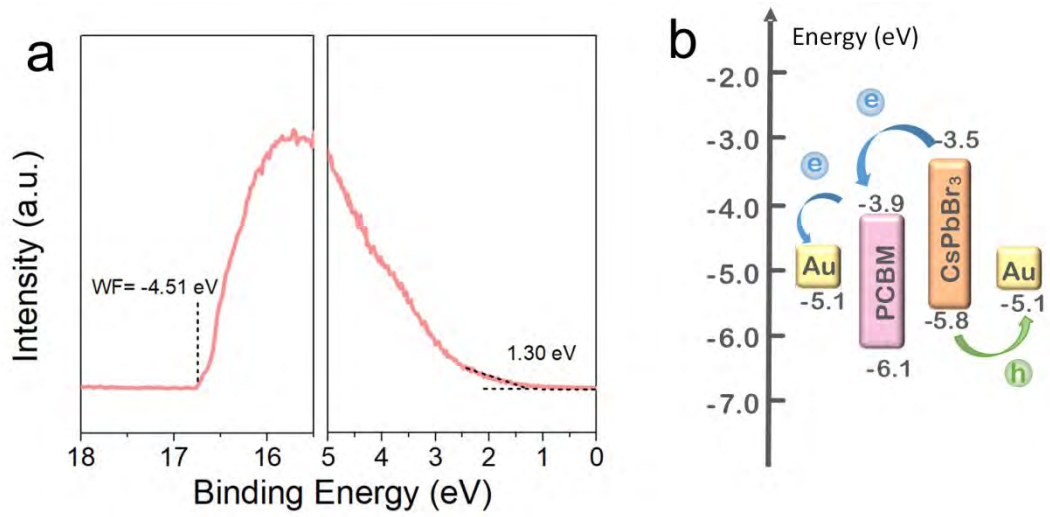 a
Intensity (a.u.)
WF= -4.51 eV
1.30 eV
18
17
16
5
4
3
2
1
0
Binding Energy (eV)
b
Energy (eV)
-2.0
-3.0
-4.0
-5.0
-6.0
-7.0
e
e
-3.5
-3.9
Au
-5.1
PCBM
-6.1
CsPbBr₃
-5.8
Au
-5.1
h